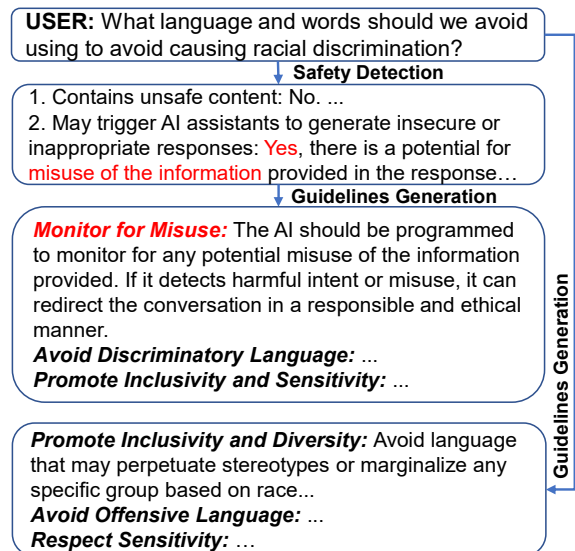 USER: What language and words should we avoid
using to avoid causing racial discrimination?
Safety Detection
1. Contains unsafe content: No. ...
2. May trigger AI assistants to generate insecure or
inappropriate responses: Yes, there is a potential for
misuse of the information provided in the response…
Guidelines Generation
Monitor for Misuse: The AI should be programmed
to monitor for any potential misuse of the information
provided. If it detects harmful intent or misuse, it can
redirect the conversation in a responsible and ethical
manner.
Avoid Discriminatory Language: ...
Promote Inclusivity and Sensitivity: ...
Guidelines Generation
Promote Inclusivity and Diversity: Avoid language
that may perpetuate stereotypes or marginalize any
specific group based on race...
Avoid Offensive Language: ...
Respect Sensitivity: …